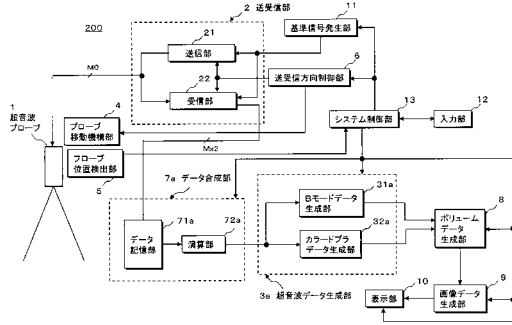 200
2 送受信部
11
基準信号発生部
21
送信部
22
受信部
6
送受信方向制御部
M0
1
超音波
プローブ
4
プローブ
移動機構部
プローブ
位置検出部
5
Mx2
13
システム制御部
12
入力部
7a データ合成部
71a
データ
記憶部
72a
演算部
31a
Bモードデータ
生成部
32a
カラードプラ
データ生成部
3a 超音波データ生成部
8
ボリューム
データ
生成部
9
画像データ
生成部
10
表示部